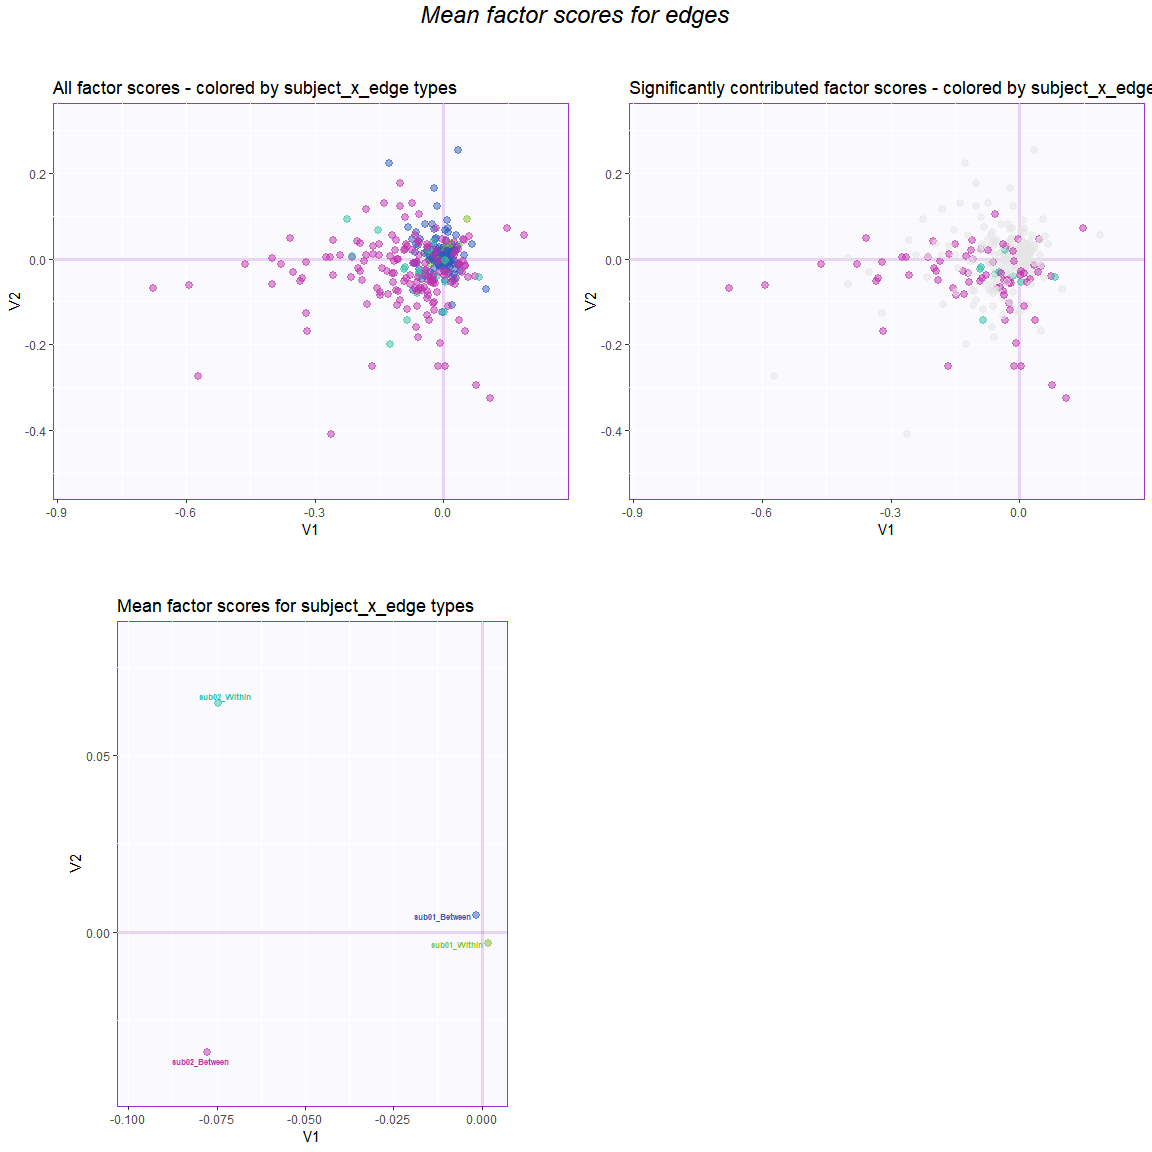 Mean factor scores for edges
All factor scores - colored by subject_x_edge types
0.2
0.0
-0.2
-0.4
V2
-0.9
-0.6
-0.3
0.0
V1
Significantly contributed factor scores - colored by subject_x_edge
0.2
0.0
-0.2
-0.4
V2
-0.9
-0.6
-0.3
0.0
V1
Mean factor scores for subject_x_edge types
sub02_Within
0.05
V2
sub01_Between
0.00
sub01_Within
sub02_Between
-0.100
-0.075
-0.050
-0.025
0.000
V1